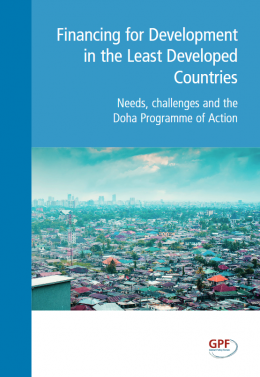 Financing for Development
in the Least Developed
Countries
Needs, challenges and the
Doha Programme of Action
GPF